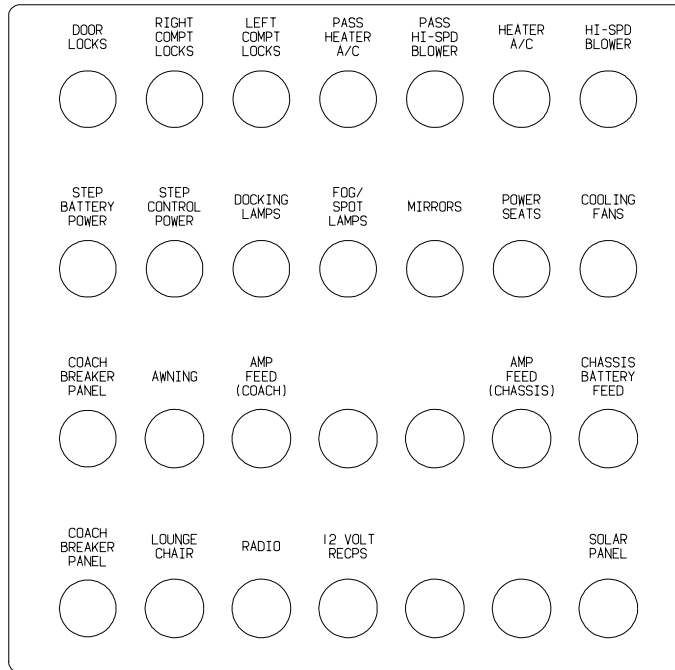 DOOR
LOCKS
RIGHT
COMPT
LOCKS
LEFT
COMPT
LOCKS
PASS
HEATER
A/C
PASS
HI-SPD
BLOWER
HEATER
A/C
HI-SPD
BLOWER
STEP
BATTERY
POWER
STEP
CONTROL
POWER
DOCKING
LAMPS
FOG/
SPOT
LAMPS
MIRRORS
POWER
SEATS
COOLING
FANS
COACH
BREAKER
PANEL
AWNING
AMP
FEED
(COACH)
AMP
FEED
(CHASSIS)
CHASSIS
BATTERY
FEED
COACH
BREAKER
PANEL
LOUNGE
CHAIR
RADIO
12 VOLT
RECPS
SOLAR
PANEL